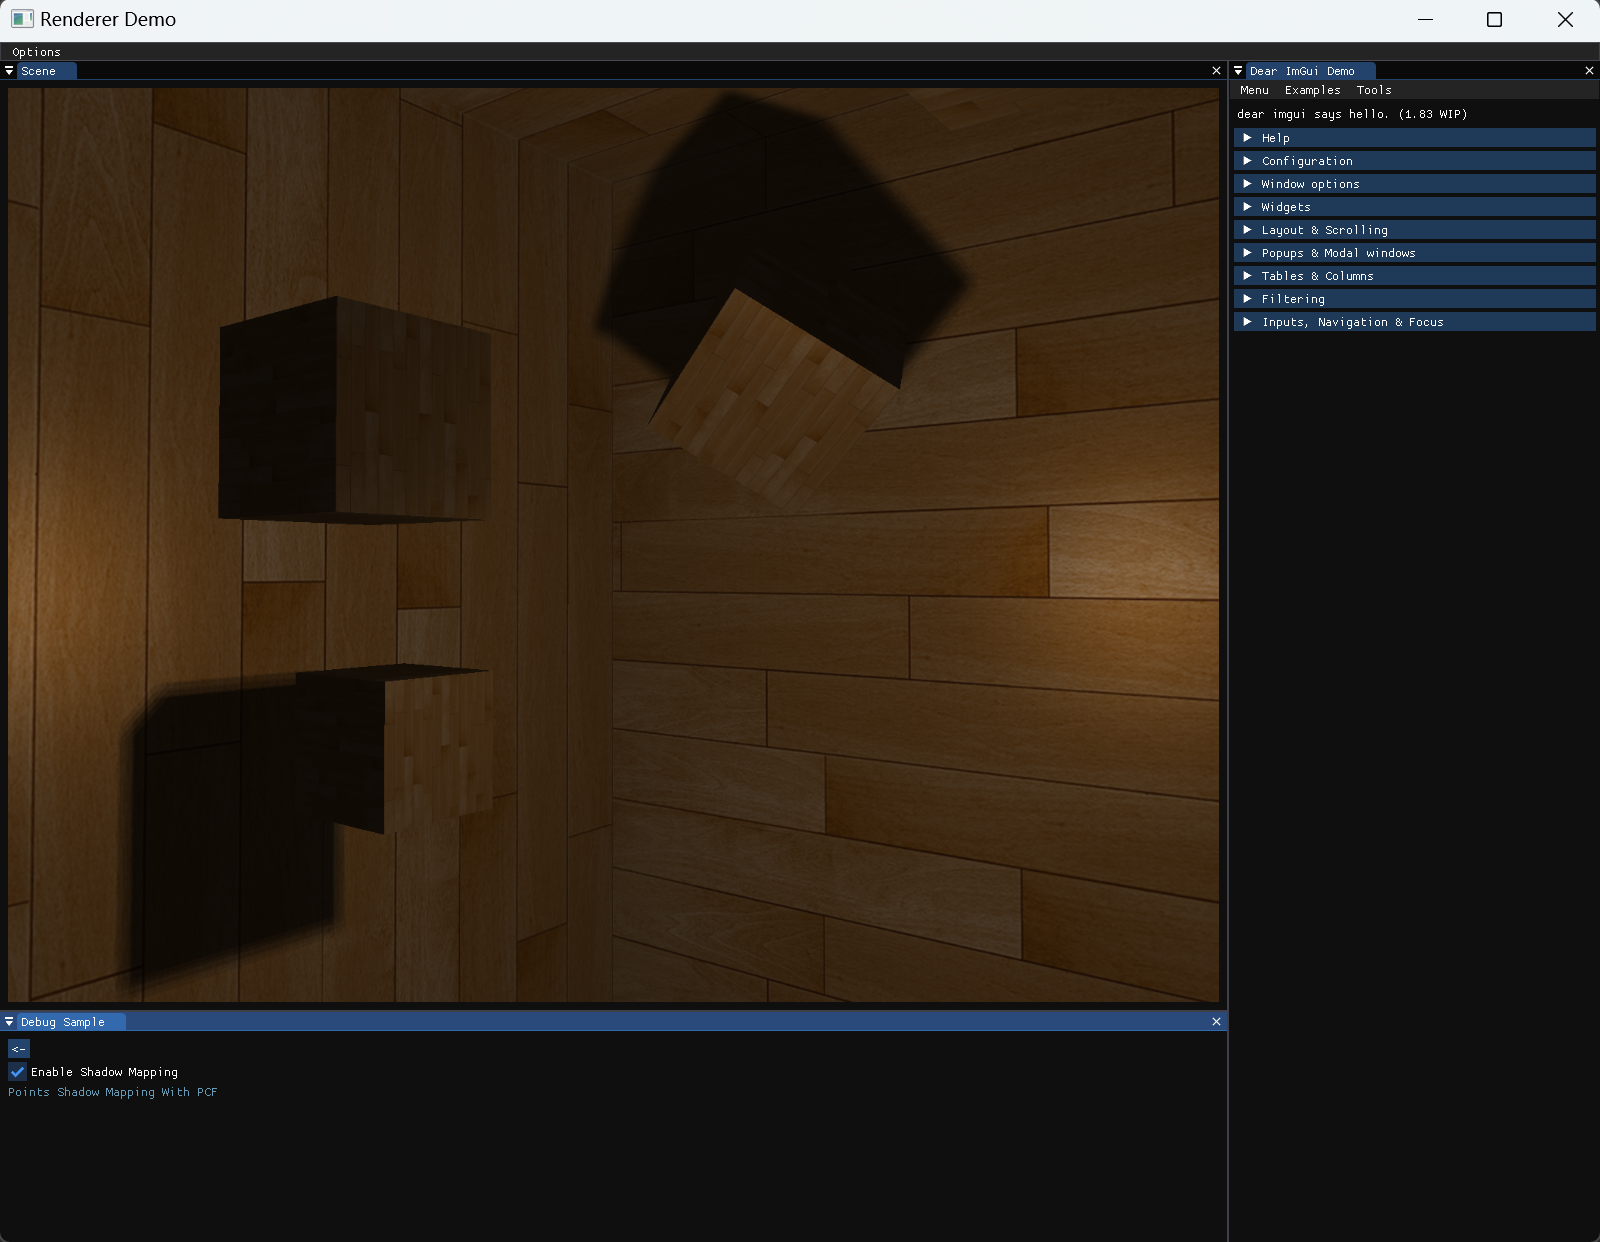 Renderer Demo
Options
Scene
Dear ImGui Demo
Menu Examples Tools
dear imgui says hello. (1.83 WIP)
Help
Configuration
Window options
Widgets
Layout & Scrolling
Popups & Modal windows
Tables & Columns
Filtering
Inputs, Navigation & Focus
Debug Sample
<-
Enable Shadow Mapping
Points Shadow Mapping With PCF